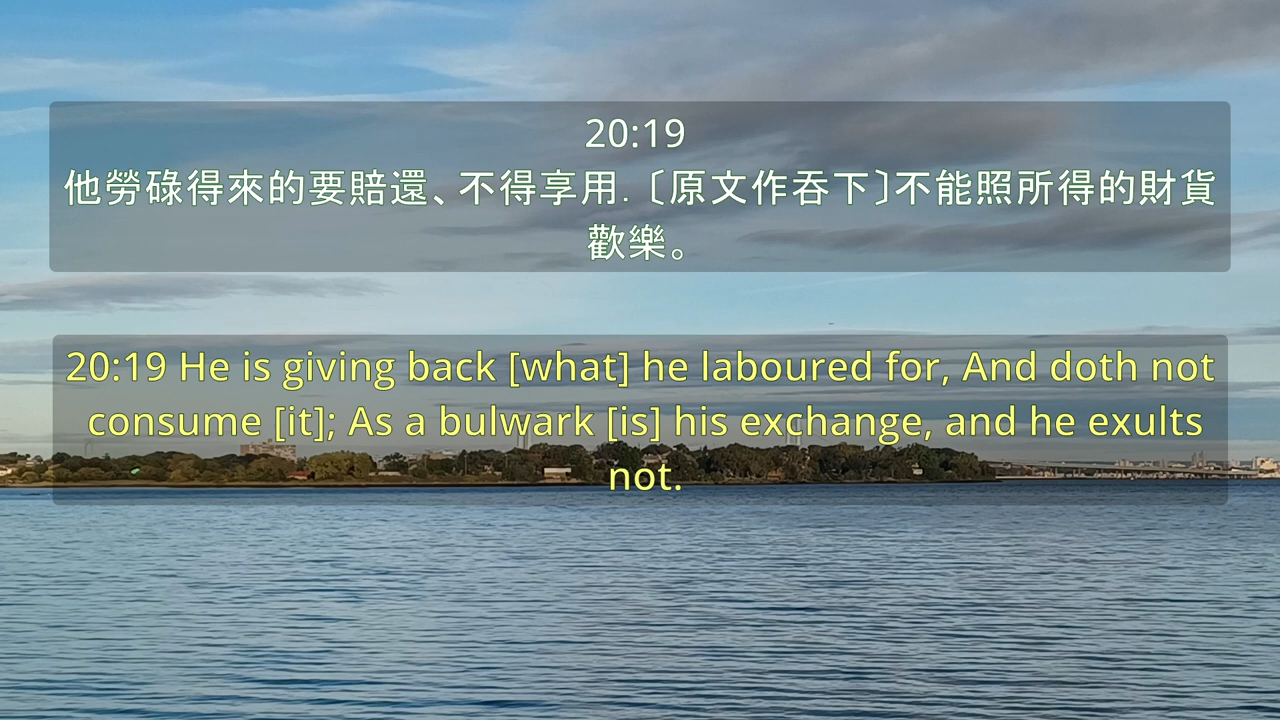 20:19
他勞碌得來的要賠還、不得享用．〔原文作吞下〕不能照所得的財貨
歡樂。
20:19 He is giving back [what] he laboured for, And doth not
consume [it]; As a bulwark [is] his exchange, and he exults
not.